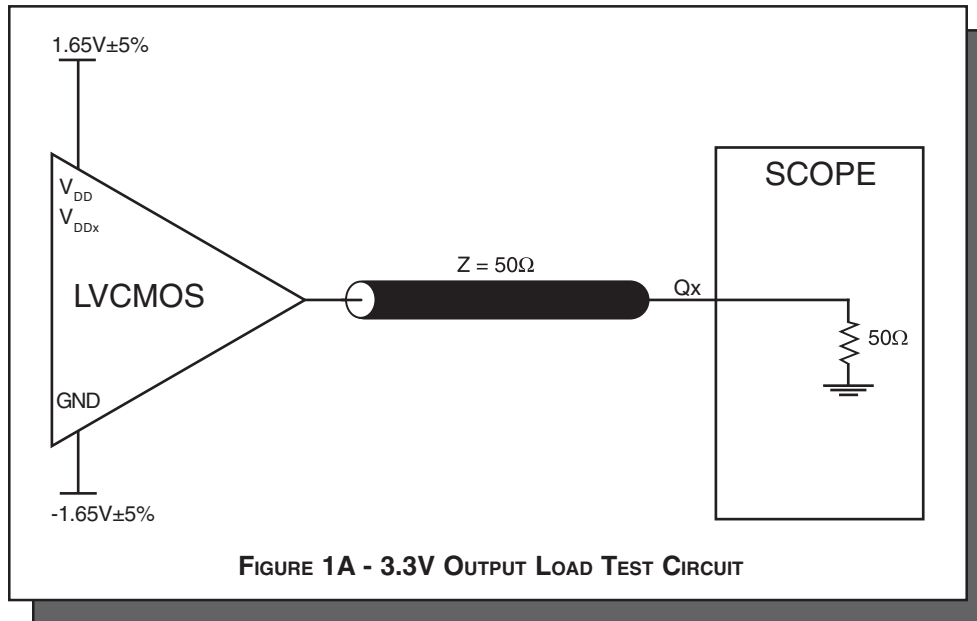 1.65V±5%
V_DD
V_DDx
LVCMOS
GND
-1.65V±5%
Z = 50Ω
Qx
SCOPE
50Ω
FIGURE 1A - 3.3V OUTPUT LOAD TEST CIRCUIT